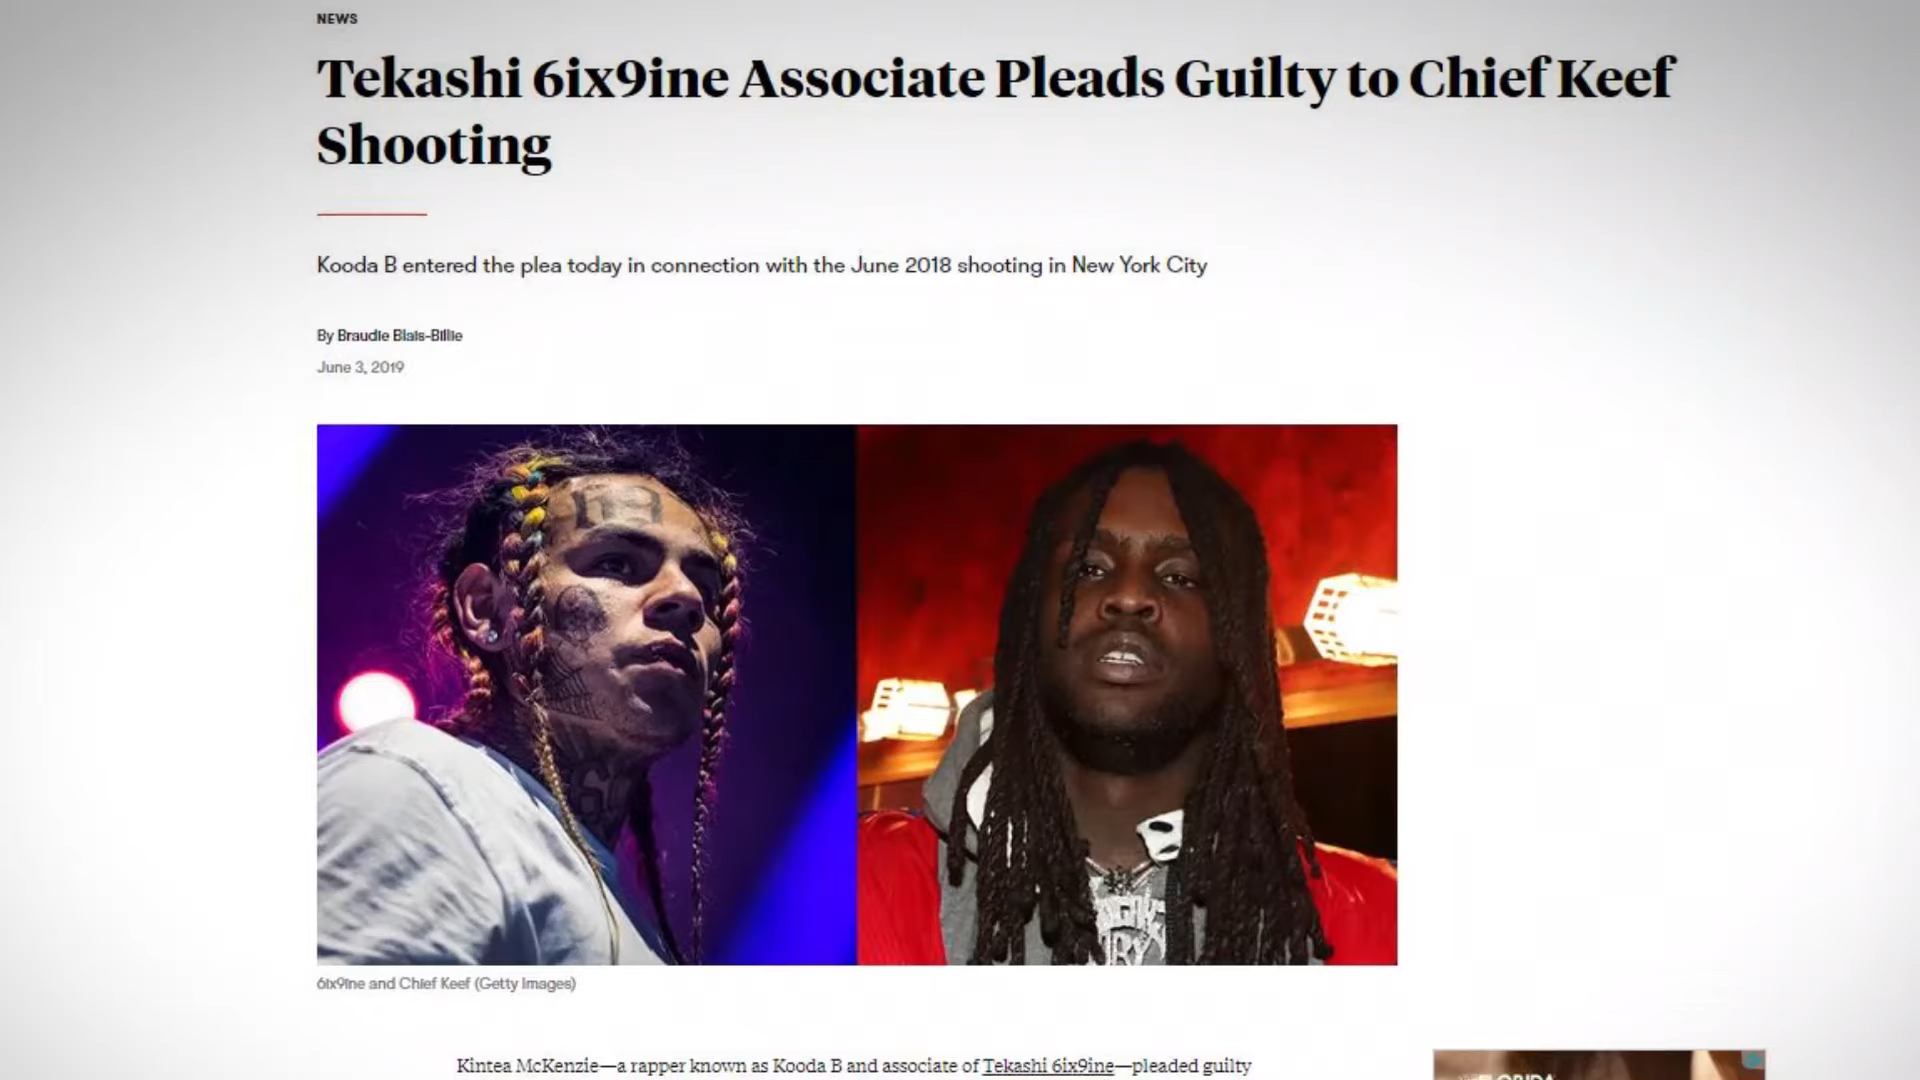 NEWS
Tekashi 6ix9ine Associate Pleads Guilty to Chief Keef
Shooting
Kooda B entered the plea today in connection with the June 2018 shooting in New York City
By Braudie Blais-Billie
June 3, 2019
69
6ix9ine and Chief Keef (Getty Images)
Kintea McKenzie—a rapper known as Kooda B and associate of Tekashi 6ix9ine—pleaded guilty